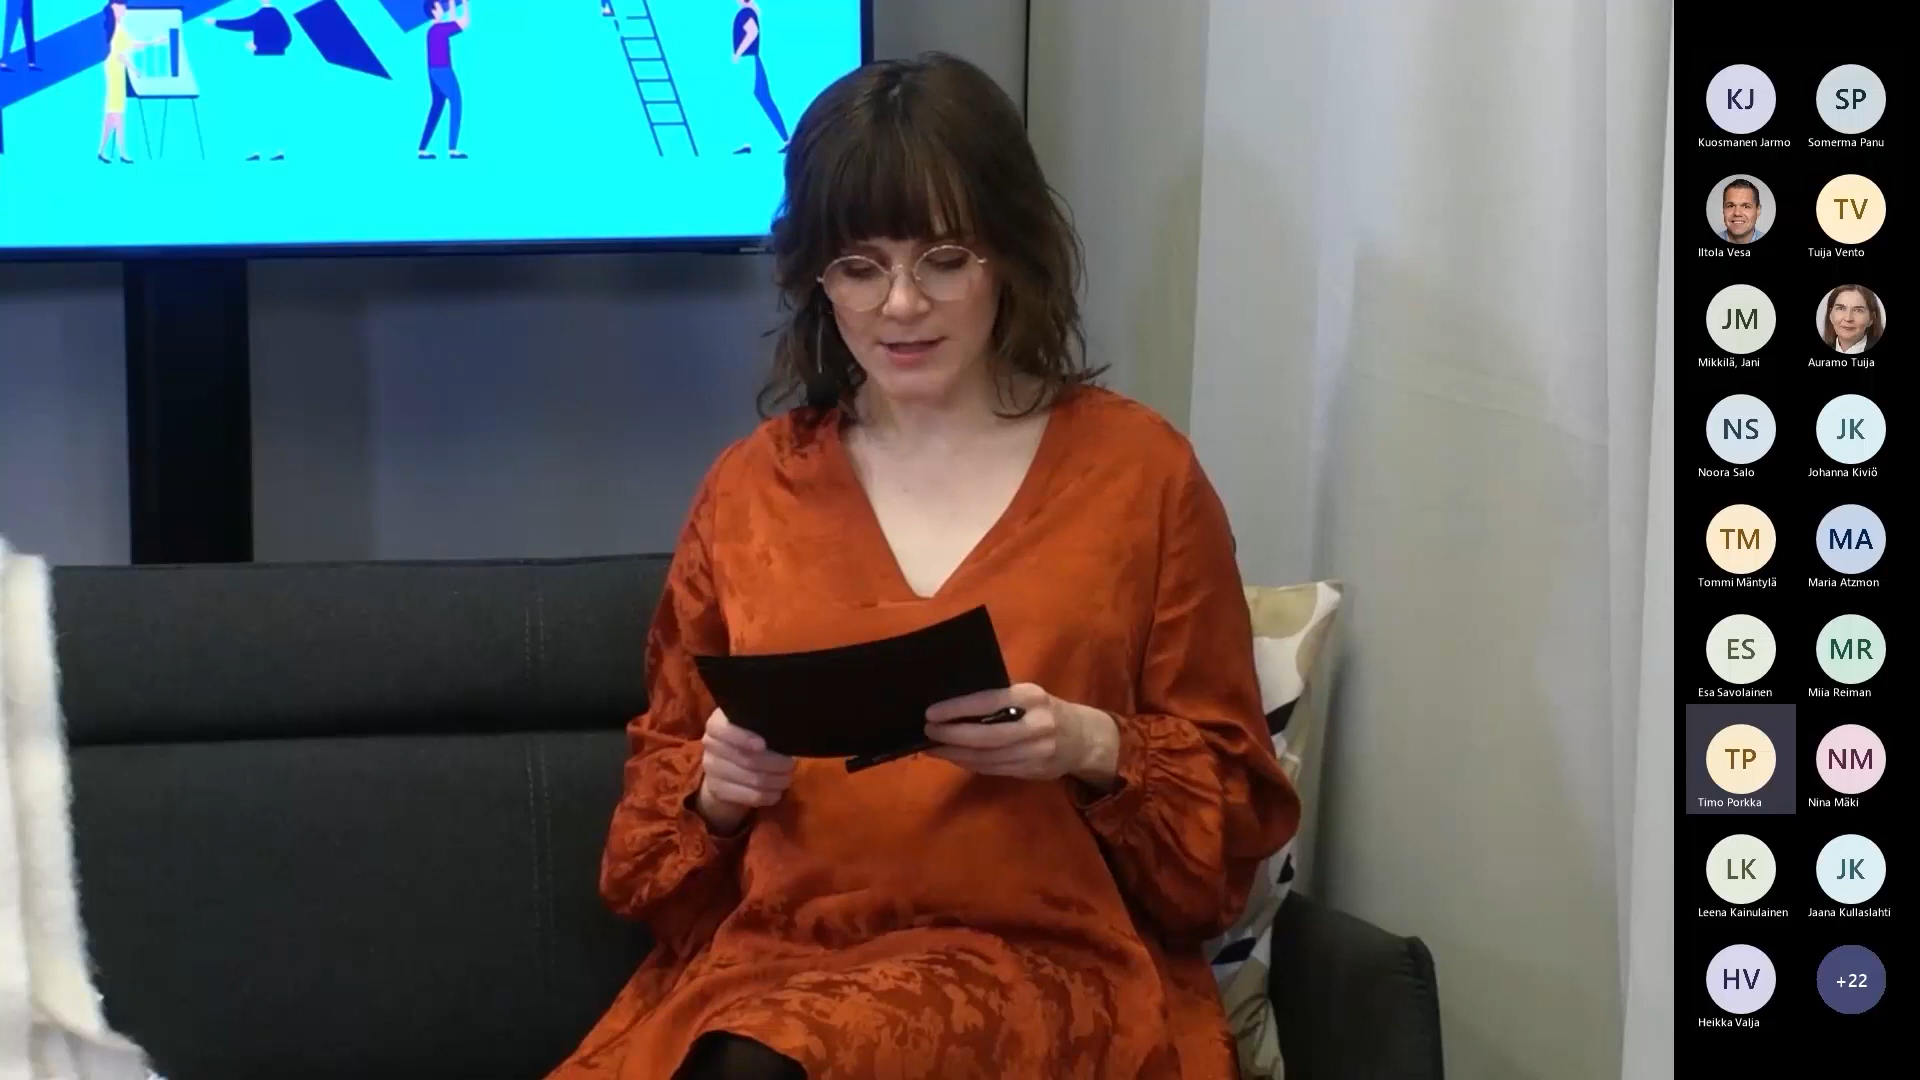 KJ SP
Kuosmanen Jarmo Somerma Panu
TV
Iltola Vesa Tuija Vento
JM
Mikkilä, Jani Auramo Tuija
NS JK
Noora Salo Johanna Kiviö
TM MA
Tommi Mäntylä Maria Atzmon
ES MR
Esa Savolainen Miia Reiman
TP NM
Timo Porkka Nina Mäki
LK JK
Leena Kainulainen Jaana Kullaslahti
HV +22
Heikka Valja